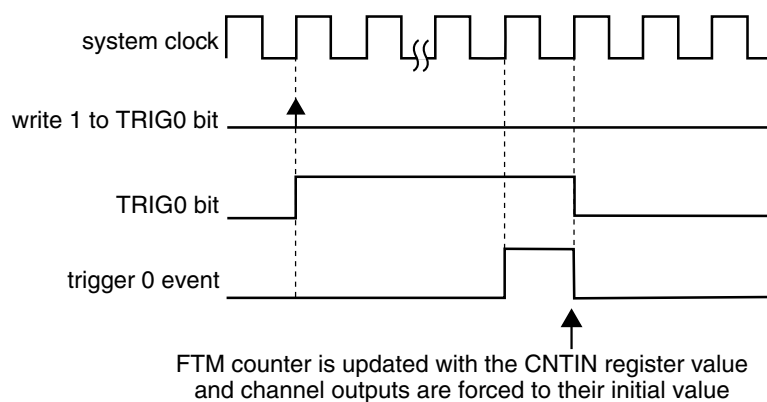 system clock
write 1 to TRIG0 bit
TRIG0 bit
trigger 0 event
FTM counter is updated with the CNTIN register value
and channel outputs are forced to their initial value